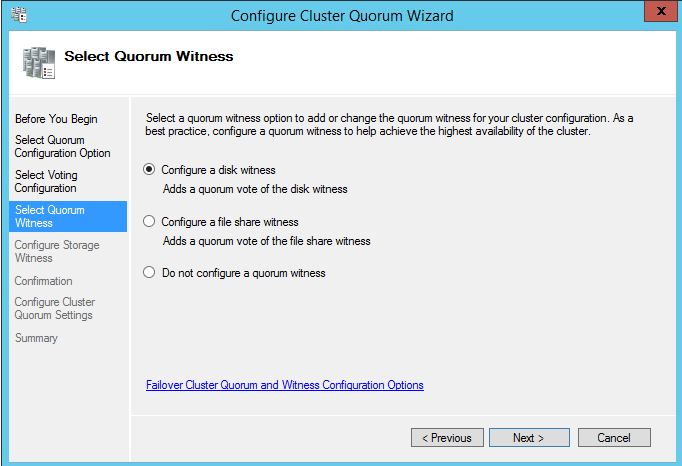 Configure Cluster Quorum Wizard
x
Select Quorum Witness
Before You Begin
Select Quorum
Configuration Option
Select Voting
Configuration
Select Quorum
Witness
Configure Storage
Witness
Confirmation
Configure Cluster
Quorum Settings
Summary
Select a quorum witness option to add or change the quorum witness for your cluster configuration. As a
best practice, configure a quorum witness to help achieve the highest availability of the cluster.
Configure a disk witness
Adds a quorum vote of the disk witness
Configure a file share witness
Adds a quorum vote of the file share witness
Do not configure a quorum witness
Failover Cluster Quorum and Witness Configuration Options
< Previous
Next >
Cancel